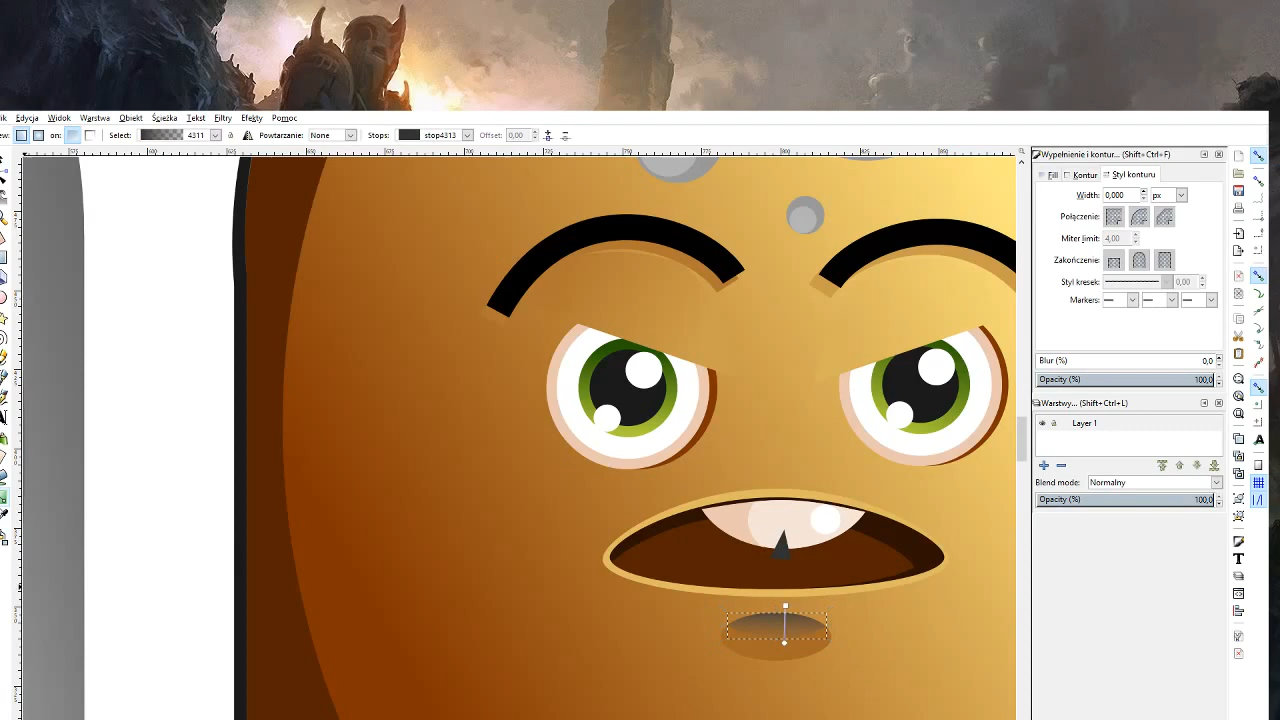 lik Edycja Widok Warstwa Obiekt Ścieżka Tekst Filtry Efekty Pomoc
ew: on: Select: 4311 Powtarzanie: None Stops: stop4313 Offset: 0,00
Wypełnienie i kontur... (Shift+Ctrl+F)
Fill Kontur Styl konturu
Width: 0,000 px
Połączenie:
Miter limit: 4,00
Zakończenie:
Styl kresek: 0,00
Markers:
Blur (%) 0,0
Opacity (%) 100,0
Warstwy... (Shift+Ctrl+L)
Layer 1
Blend mode: Normalny
Opacity (%) 100,0